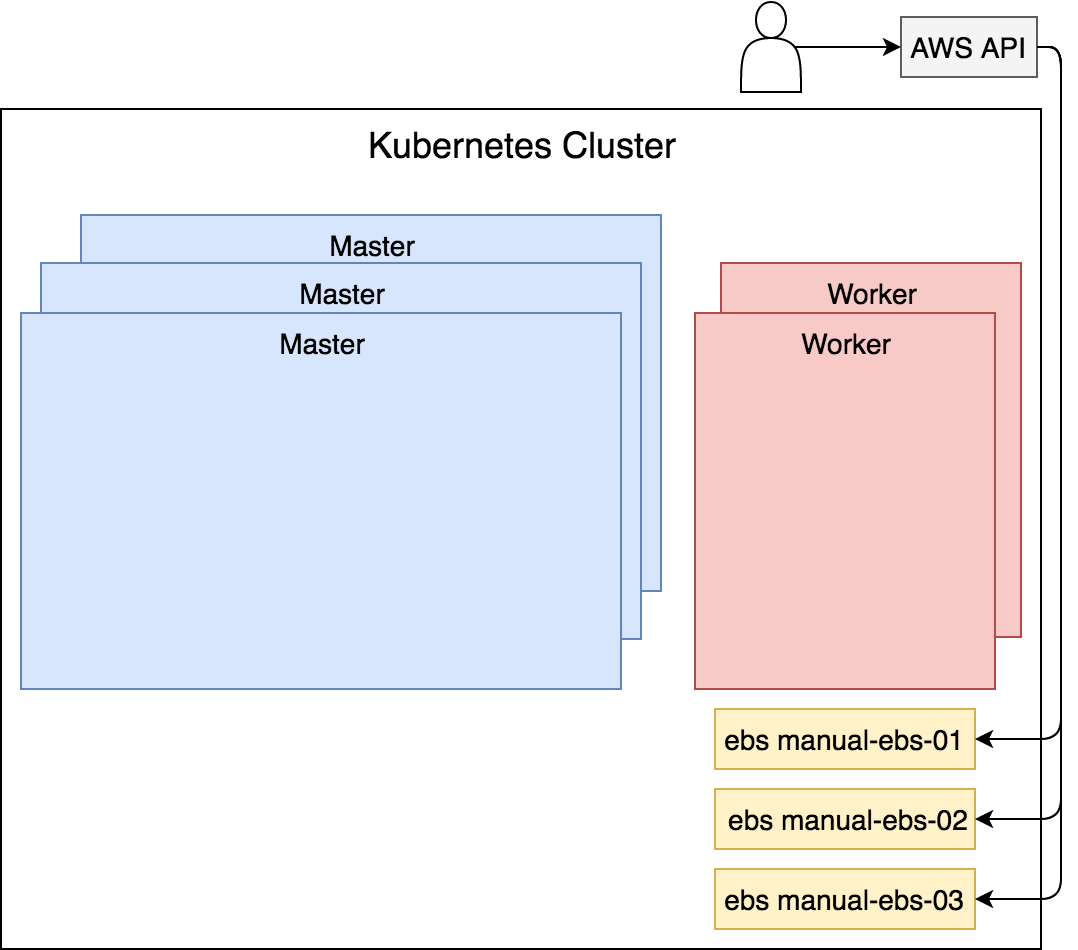 AWS API
Kubernetes Cluster
Master
Master
Master
Worker
Worker
ebs manual-ebs-01
ebs manual-ebs-02
ebs manual-ebs-03